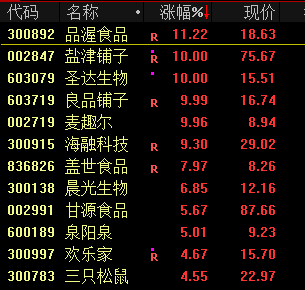 代码 名称 涨幅% 现价
300892 品渥食品 R 11.22 18.63
002847 盐津铺子 R 10.00 75.67
603079 圣达生物 10.00 15.51
603719 良品铺子 R 9.99 16.74
002719 麦趣尔 9.96 8.94
300915 海融科技 R 9.30 29.02
836826 盖世食品 R 7.97 8.26
300138 晨光生物 6.85 12.16
002991 甘源食品 5.67 87.66
600189 泉阳泉 5.01 9.23
300997 欢乐家 R 4.67 15.70
300783 三只松鼠 4.55 22.97